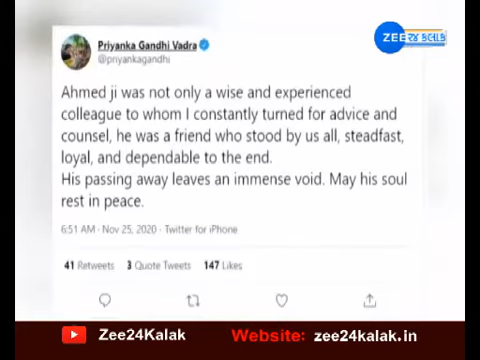 Priyanka Gandhi Vadra
@priyankagandhi
ZEE ૨૪ કલાક
Ahmed ji was not only a wise and experienced
colleague to whom I constantly turned for advice and
counsel, he was a friend who stood by us all, steadfast,
loyal, and dependable to the end.
His passing away leaves an immense void. May his soul
rest in peace.
6:51 AM · Nov 25, 2020 · Twitter for iPhone
41 Retweets 3 Quote Tweets 147 Likes
Zee24Kalak Website: zee24kalak.in